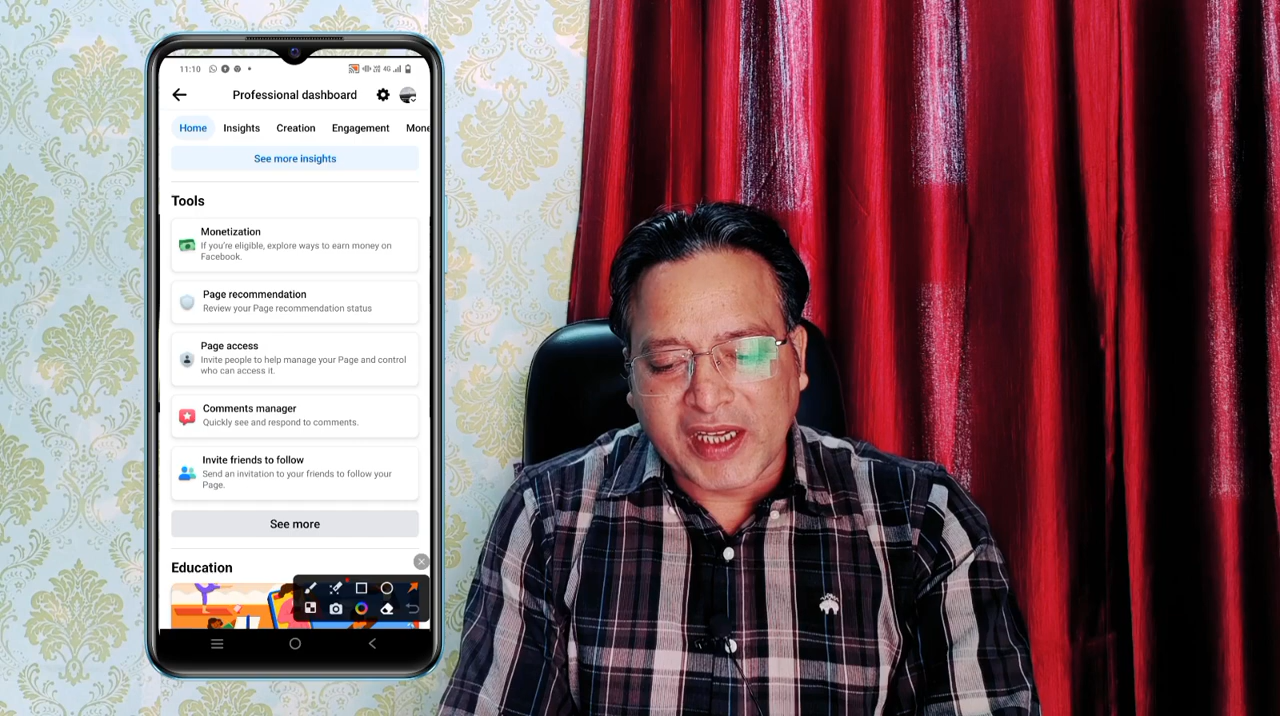 11:10
4G
Professional dashboard
Home Insights Creation Engagement Mone
See more insights
Tools
Monetization
If you're eligible, explore ways to earn money on
Facebook.
Page recommendation
Review your Page recommendation status
Page access
Invite people to help manage your Page and control
who can access it.
Comments manager
Quickly see and respond to comments.
Invite friends to follow
Send an invitation to your friends to follow your
Page.
See more
Education